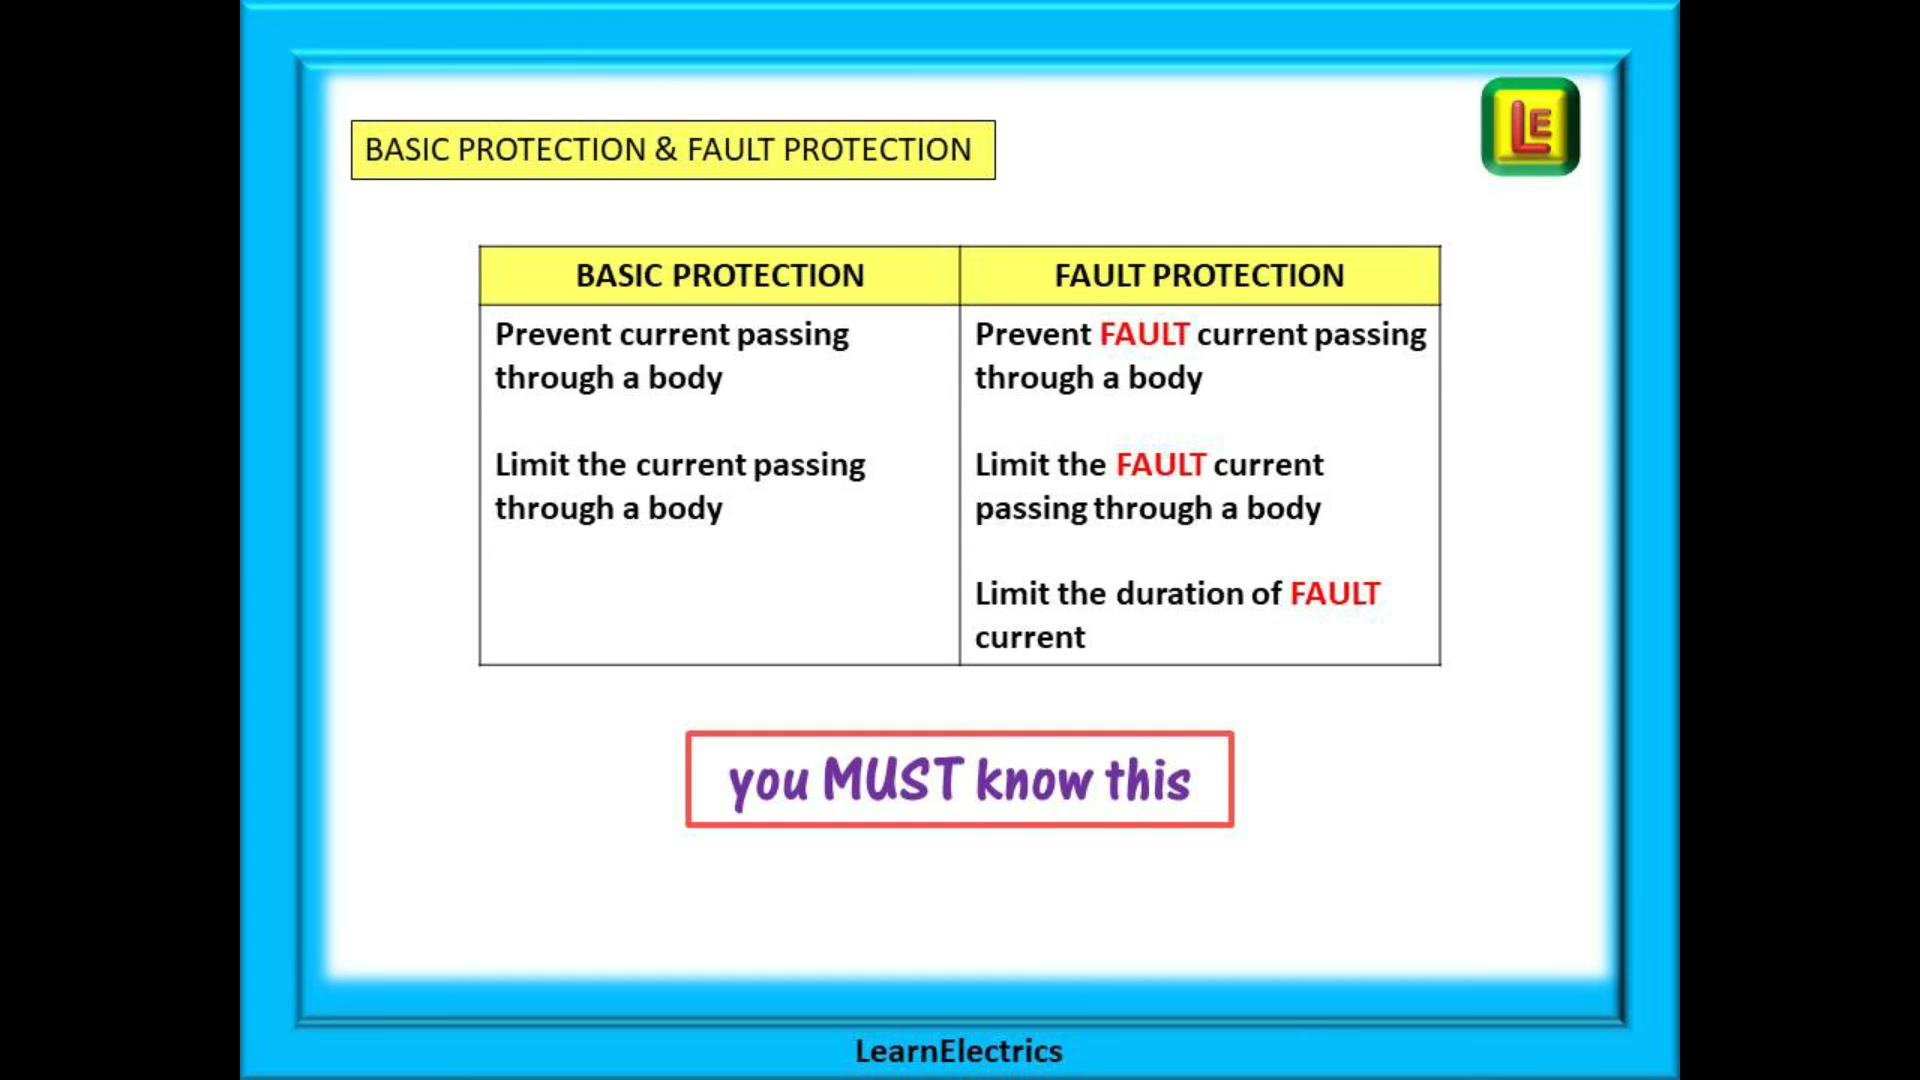 LE
BASIC PROTECTION & FAULT PROTECTION
BASIC PROTECTION
FAULT PROTECTION
Prevent current passing
through a body
Limit the current passing
through a body
Prevent FAULT current passing
through a body
Limit the FAULT current
passing through a body
Limit the duration of FAULT
current
you MUST know this
LearnElectrics